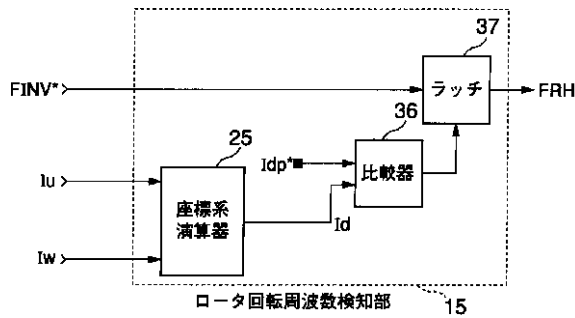 37
FINV*
ラッチ
FRH
36
25
Idp*
比較器
Iu
座標系
演算器
Id
Iw
ロータ回転周波数検知部
15